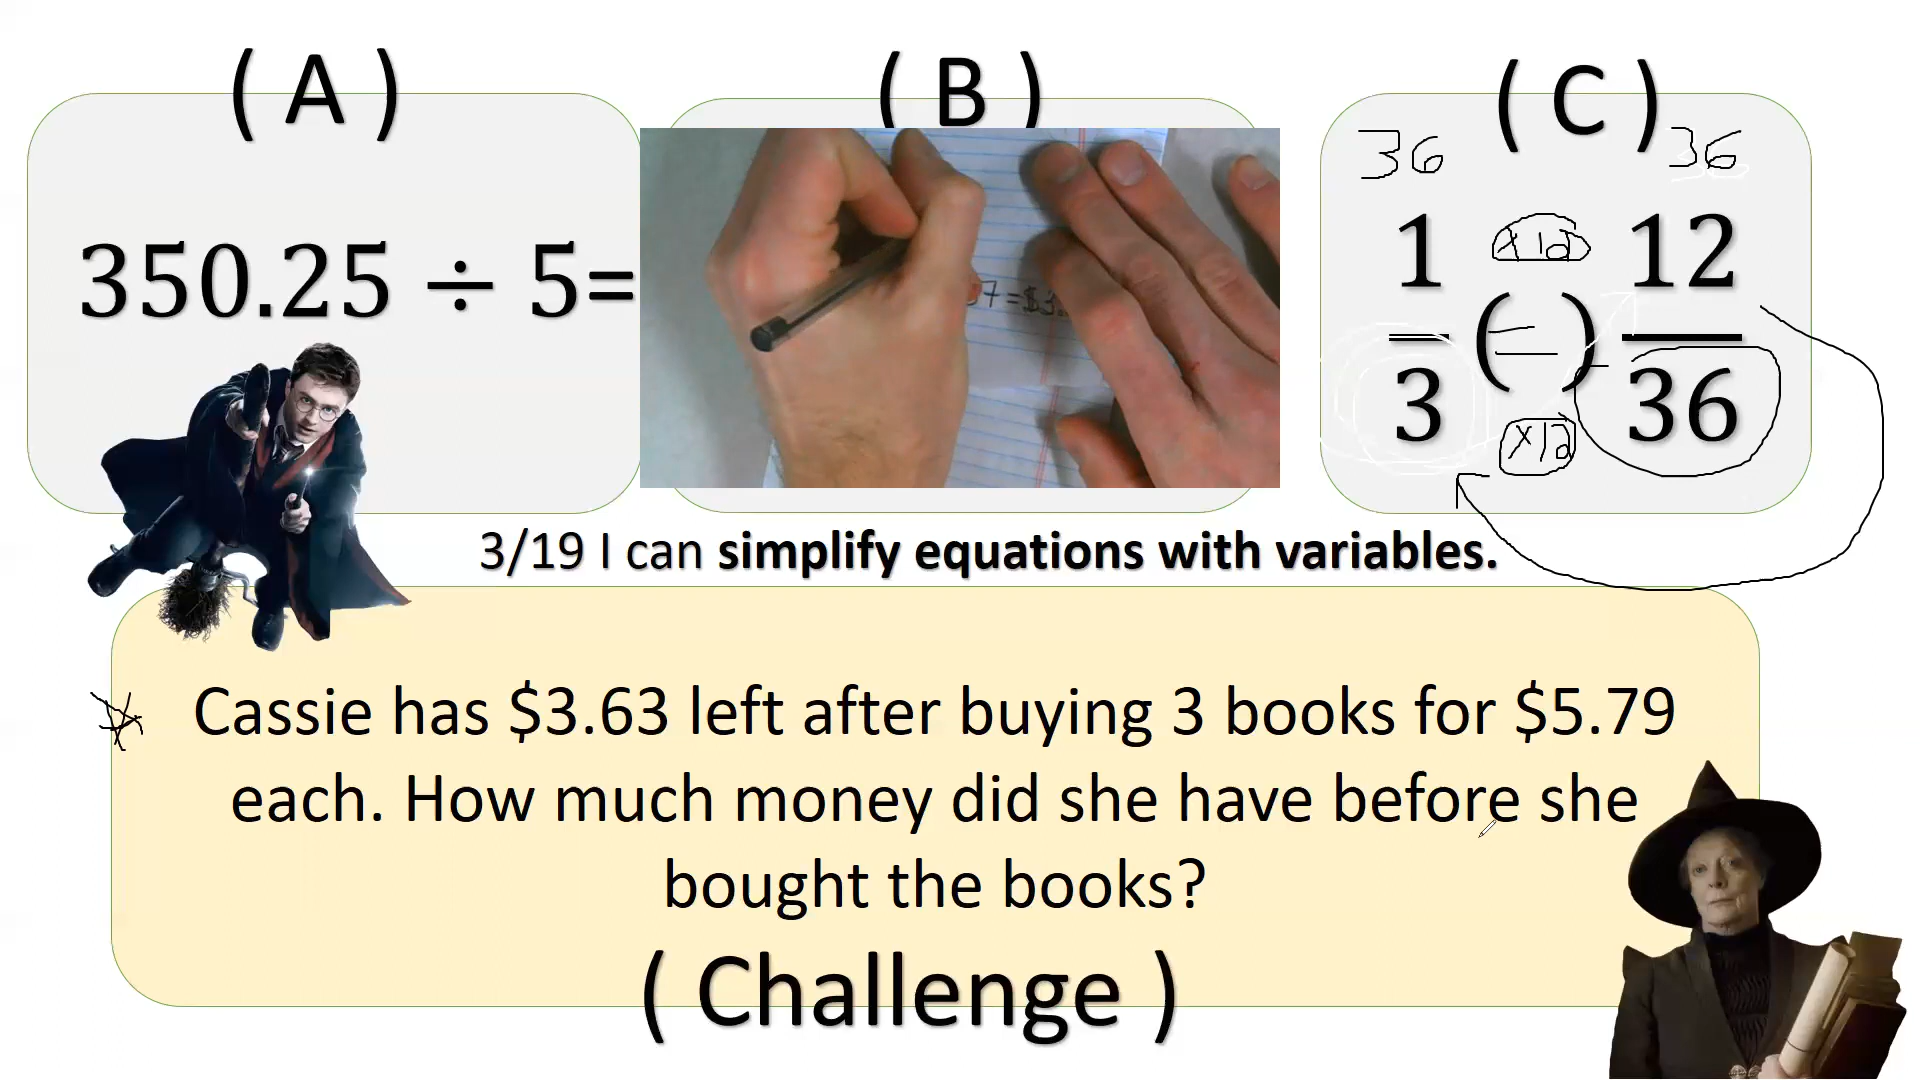 ( A )
( B )
( C )
36 36
350.25 ÷ 5=
1 x12 12
( = )
3 x12 36
7 = $3
3/19 I can simplify equations with variables.
Cassie has $3.63 left after buying 3 books for $5.79
each. How much money did she have before she
bought the books?
( Challenge )